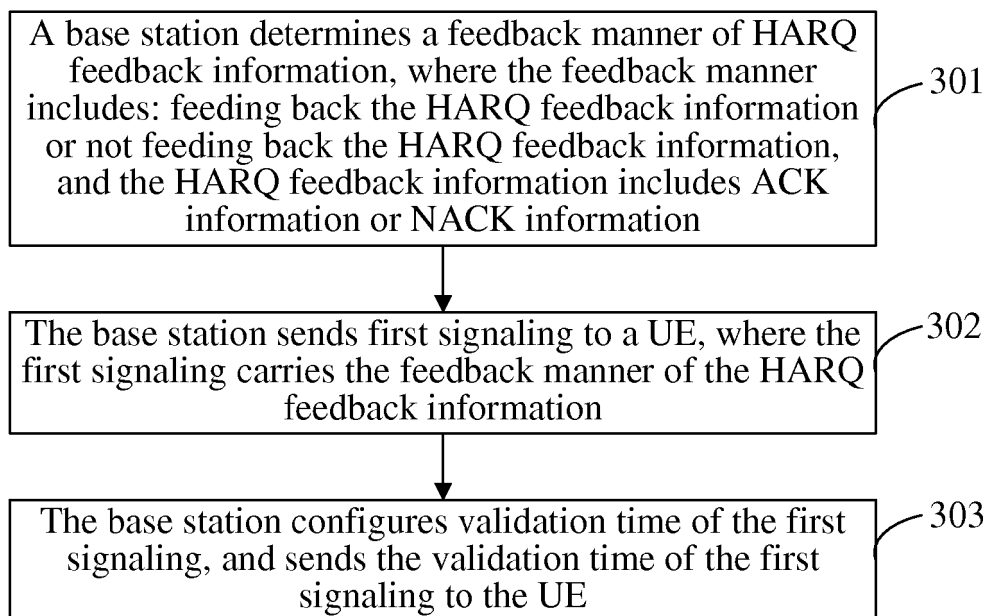 A base station determines a feedback manner of HARQ
feedback information, where the feedback manner
includes: feeding back the HARQ feedback information
or not feeding back the HARQ feedback information,
and the HARQ feedback information includes ACK
information or NACK information
301
The base station sends first signaling to a UE, where the
first signaling carries the feedback manner of the HARQ
feedback information
302
The base station configures validation time of the first
signaling, and sends the validation time of the first
signaling to the UE
303